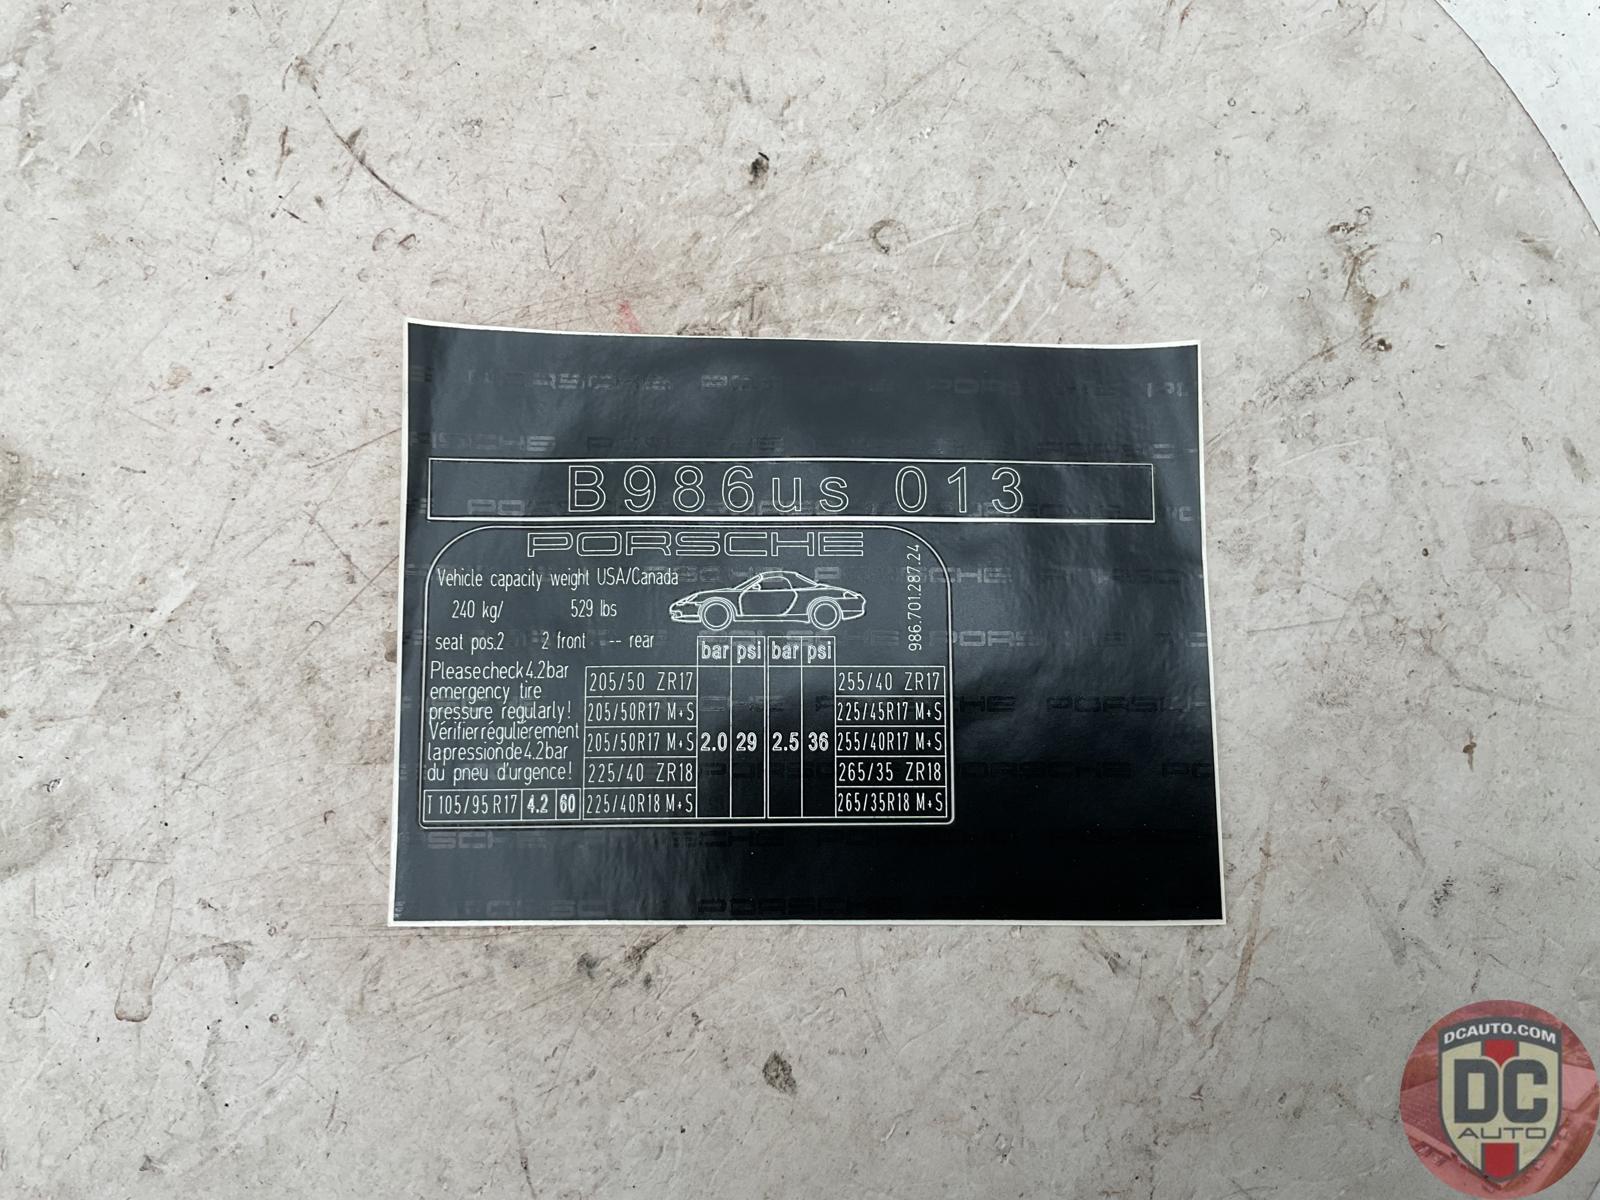 B986us 013
PORSCHE
986.701.287.24
Vehicle capacity weight USA/Canada
240 kg/ 529 lbs
seat pos.2 2 front -- rear
Pleasecheck4.2bar
emergency tire
pressure regularly!
Vérifierrégulièrement
lapressionde4.2bar
du pneu d'urgence!
T 105/95 R17 4.2 60
bar psi bar psi
205/50 ZR17 255/40 ZR17
205/50R17 M+S 225/45R17 M+S
205/50R17 M+S 2.0 29 2.5 36 255/40R17 M+S
225/40 ZR18 265/35 ZR18
225/40R18 M+S 265/35R18 M+S
DCAUTO.COM
DC
AUTO